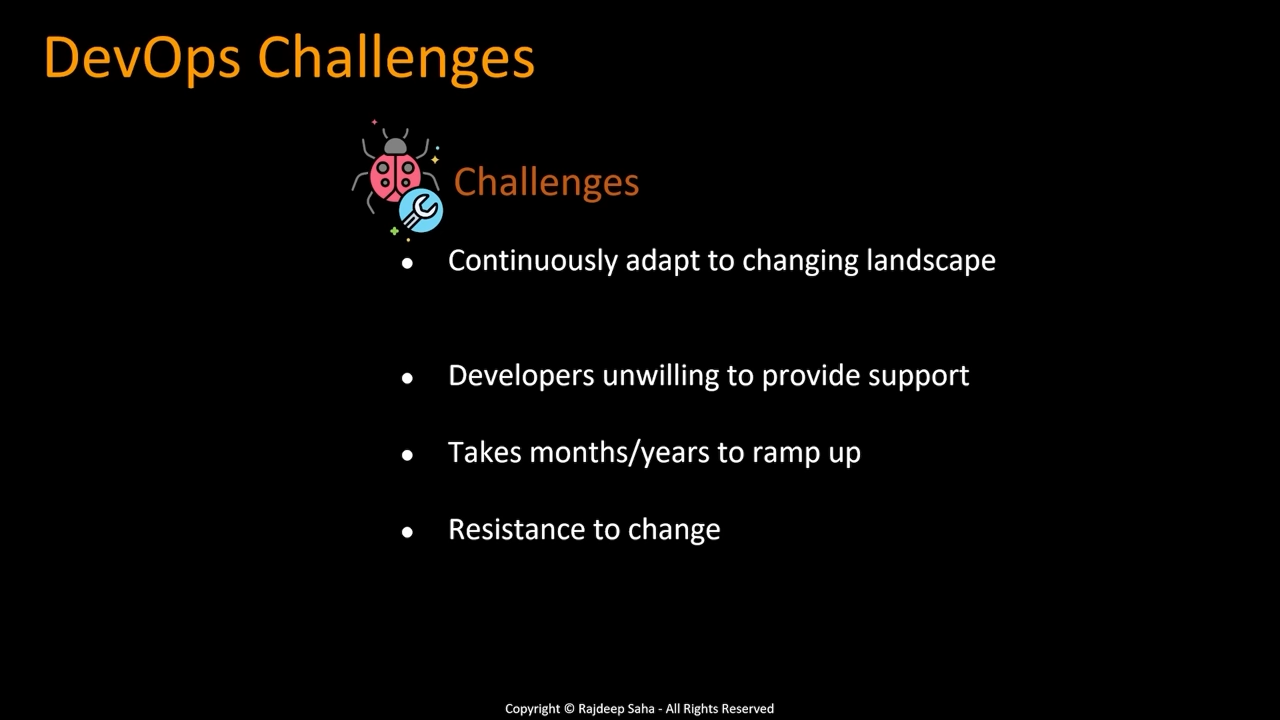 DevOps Challenges
Challenges
• Continuously adapt to changing landscape
• Developers unwilling to provide support
• Takes months/years to ramp up
• Resistance to change
Copyright © Rajdeep Saha - All Rights Reserved